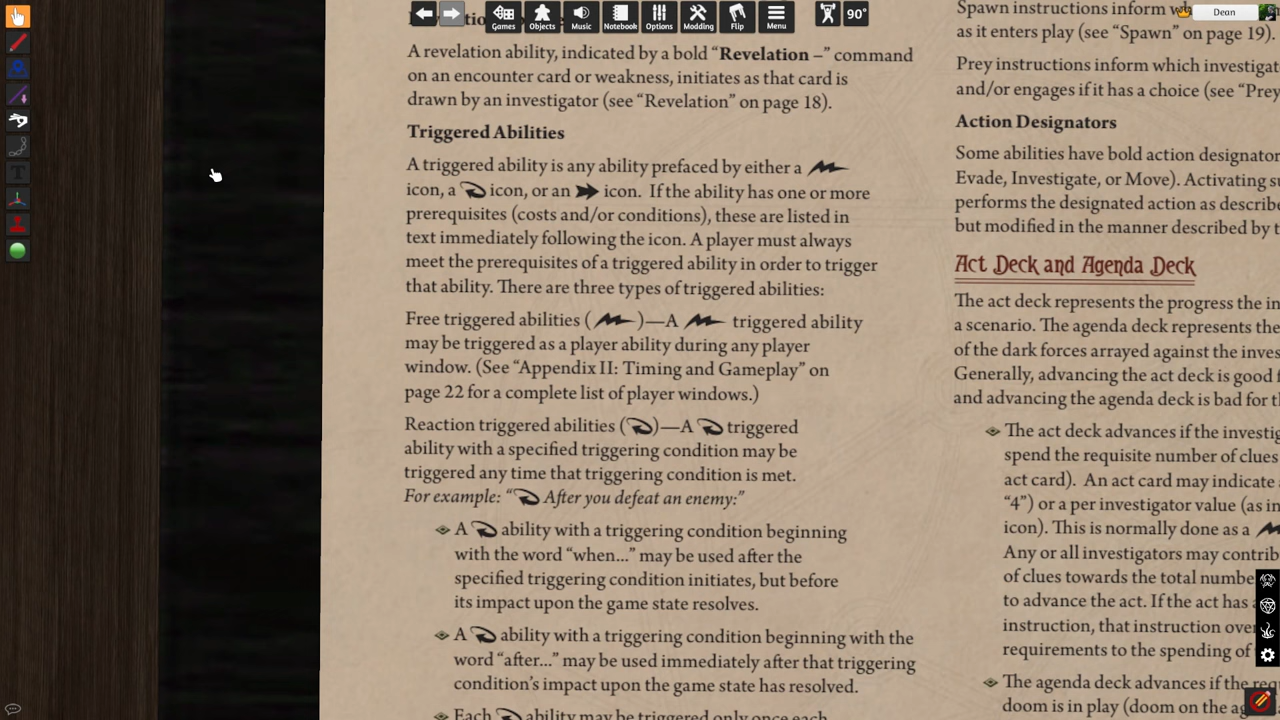 Games
Objects
Music
Notebook
Options
Modding
Flip
Menu
90°
Dean
A revelation ability, indicated by a bold “Revelation –” command
on an encounter card or weakness, initiates as that card is
drawn by an investigator (see “Revelation” on page 18).
Triggered Abilities
A triggered ability is any ability prefaced by either a
icon, a icon, or an icon. If the ability has one or more
prerequisites (costs and/or conditions), these are listed in
text immediately following the icon. A player must always
meet the prerequisites of a triggered ability in order to trigger
that ability. There are three types of triggered abilities:
Free triggered abilities ( )—A triggered ability
may be triggered as a player ability during any player
window. (See “Appendix II: Timing and Gameplay” on
page 22 for a complete list of player windows.)
Reaction triggered abilities ( )—A triggered
ability with a specified triggering condition may be
triggered any time that triggering condition is met.
For example: “ After you defeat an enemy:”
A ability with a triggering condition beginning
with the word “when...” may be used after the
specified triggering condition initiates, but before
its impact upon the game state resolves.
A ability with a triggering condition beginning with the
word “after...” may be used immediately after that triggering
condition’s impact upon the game state has resolved.
Each ability may be triggered only once each
Spawn instructions inform
as it enters play (see “Spawn” on page 19).
Prey instructions inform which
and/or engages if it has a choice (see “Prey
Action Designators
Some abilities have bold action
Evade, Investigate, or Move). Activating
performs the designated action as
but modified in the manner described by
Act Deck and Agenda Deck
The act deck represents the progress the
a scenario. The agenda deck represents the
of the dark forces arrayed against the
Generally, advancing the act deck is good
and advancing the agenda deck is bad for
The act deck advances if the
spend the requisite number of clues
act card). An act card may indicate
“4”) or a per investigator value (as in
icon). This is normally done as a
Any or all investigators may
of clues towards the total
to advance the act. If the act has
instruction, that instruction
requirements to the spending of
The agenda deck advances if the
doom is in play (doom on the